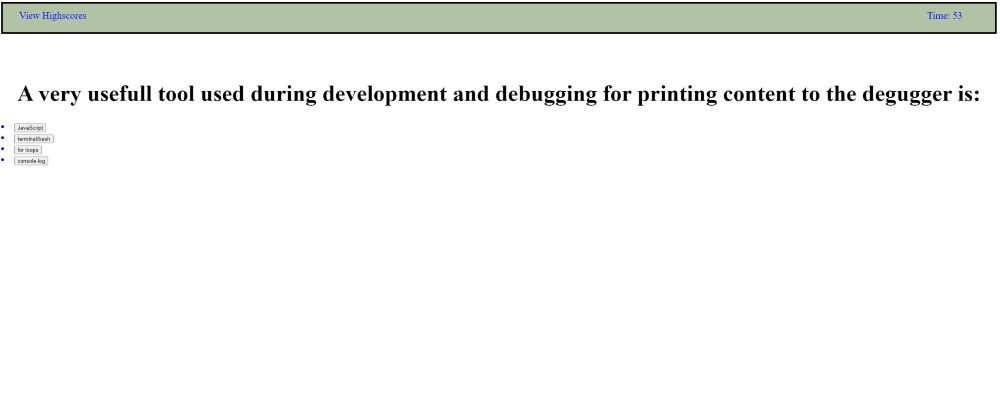 View Highscores
Time: 53
A very usefull tool used during development and debugging for printing content to the degugger is:
JavaScript
terminal/bash
for loops
console.log